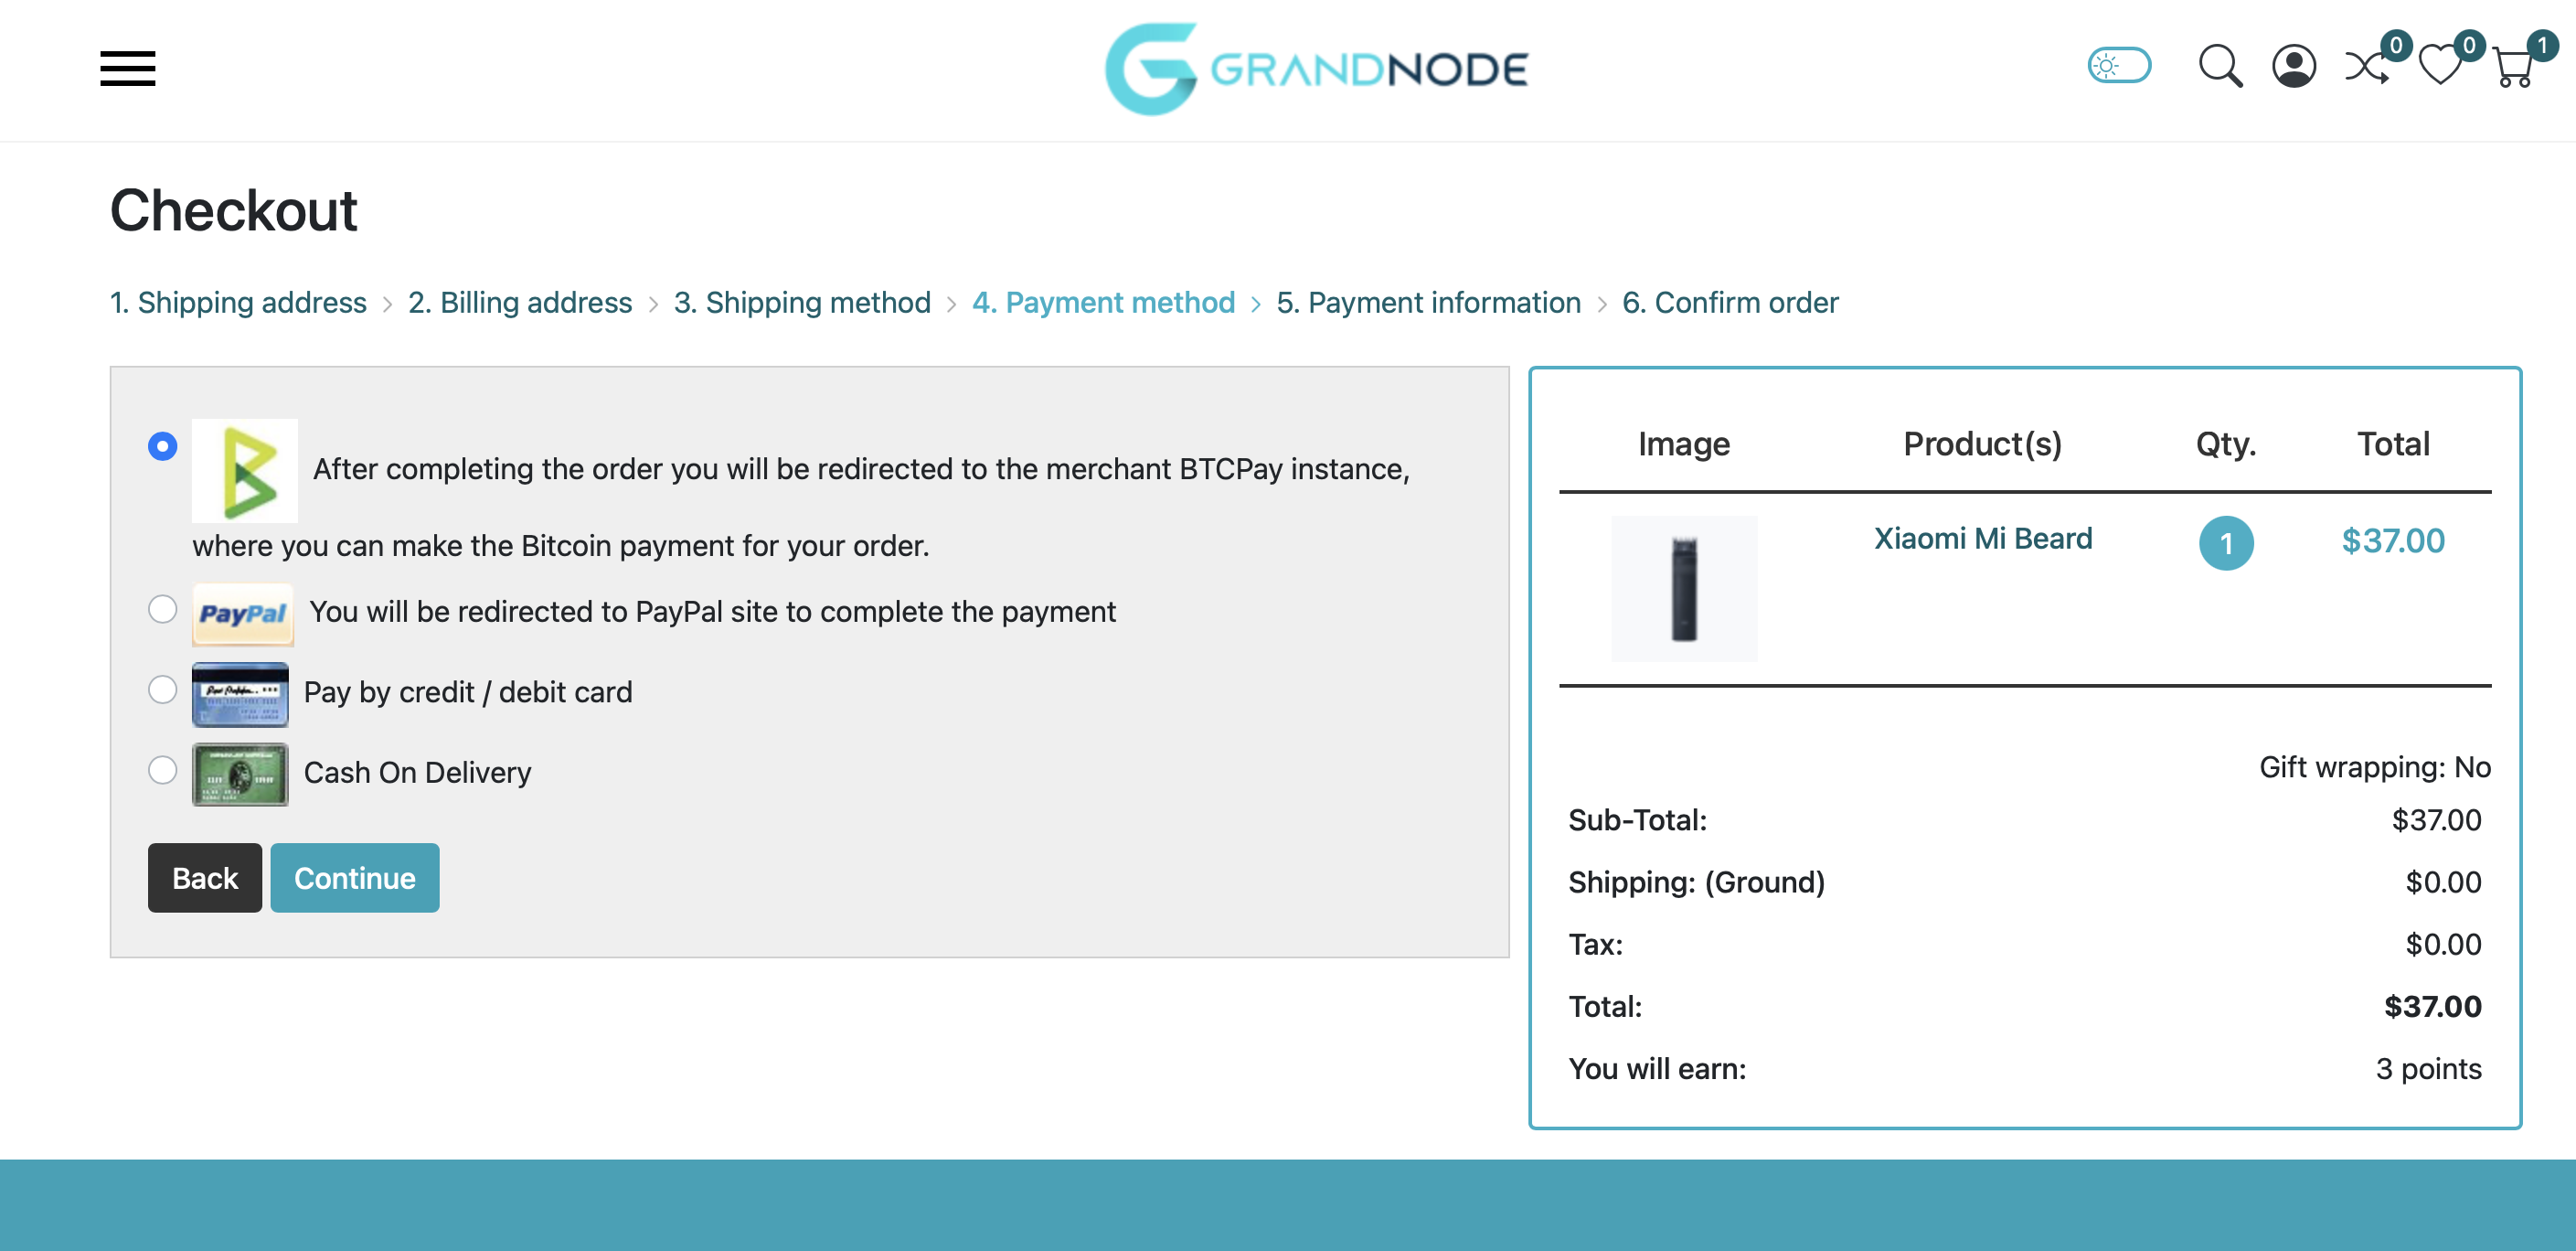 GRANDNODE
0
0
1
Checkout
1. Shipping address > 2. Billing address > 3. Shipping method > 4. Payment method > 5. Payment information > 6. Confirm order
After completing the order you will be redirected to the merchant BTCPay instance,
where you can make the Bitcoin payment for your order.
PayPal You will be redirected to PayPal site to complete the payment
Pay by credit / debit card
Cash On Delivery
Back Continue
Image Product(s) Qty. Total
Xiaomi Mi Beard 1 $37.00
Gift wrapping: No
Sub-Total: $37.00
Shipping: (Ground) $0.00
Tax: $0.00
Total: $37.00
You will earn: 3 points